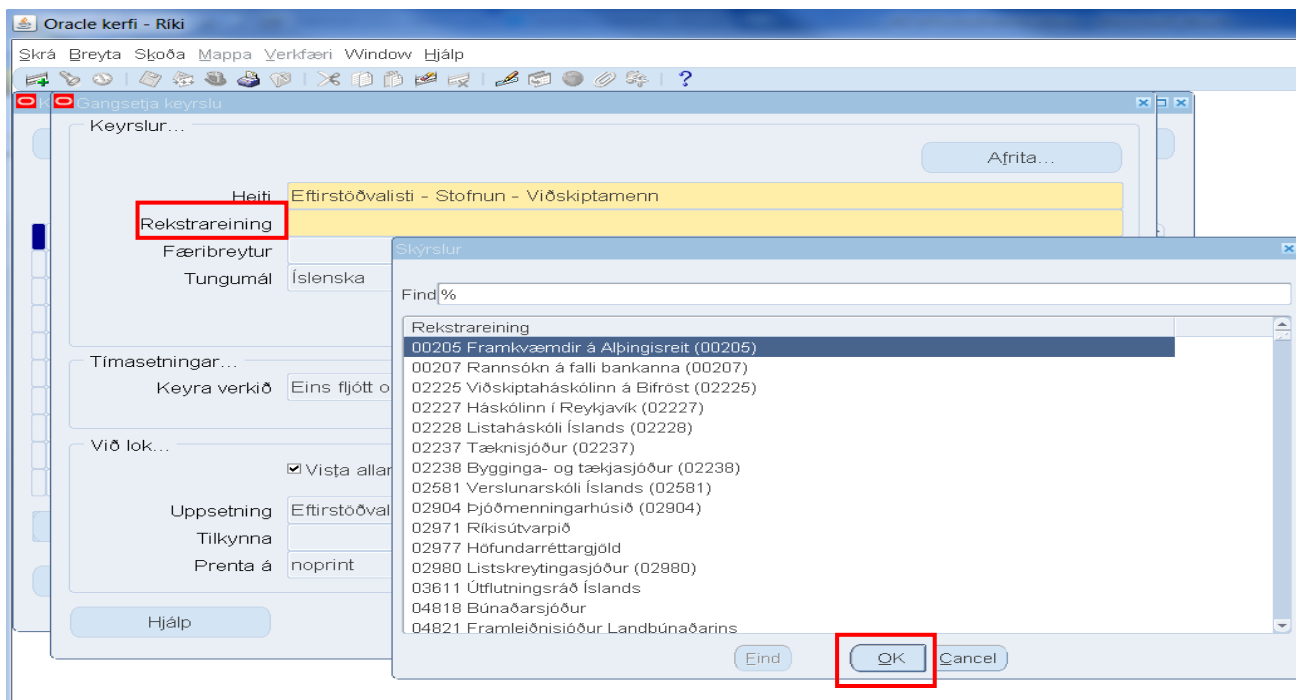 Oracle kerfi - Ríki
Skrá Breyta Skoða Mappa Verkfæri Window Hjálp
?
K
Gangsetja keyrslu
Keyrslur...
Afrita...
Heiti Eftirstöðvalisti - Stofnun - Viðskiptamenn
Rekstrareining
Færibreytur
Tungumál Íslenska
Skýrslur
Find %
Rekstrareining
00205 Framkvæmdir á Alþingisreit (00205)
00207 Rannsókn á falli bankanna (00207)
02225 Viðskiptaháskólinn á Bifröst (02225)
02227 Háskólinn í Reykjavík (02227)
02228 Listaháskóli Íslands (02228)
02237 Tæknisjóður (02237)
02238 Bygginga- og tækjasjóður (02238)
02581 Verslunarskóli Íslands (02581)
02904 Þjóðmenningarhúsið (02904)
02971 Ríkisútvarpið
02977 Höfundarréttargjöld
02980 Listskreytingasjóður (02980)
03611 Útflutningsráð Íslands
04818 Búnaðarsjóður
04821 Framleiðnisjóður Landbúnaðarins
Find OK Cancel
Tímasetningar...
Keyra verkið Eins fljótt o
Við lok...
Vista allar
Uppsetning Eftirstöðval
Tilkynna
Prenta á noprint
Hjálp